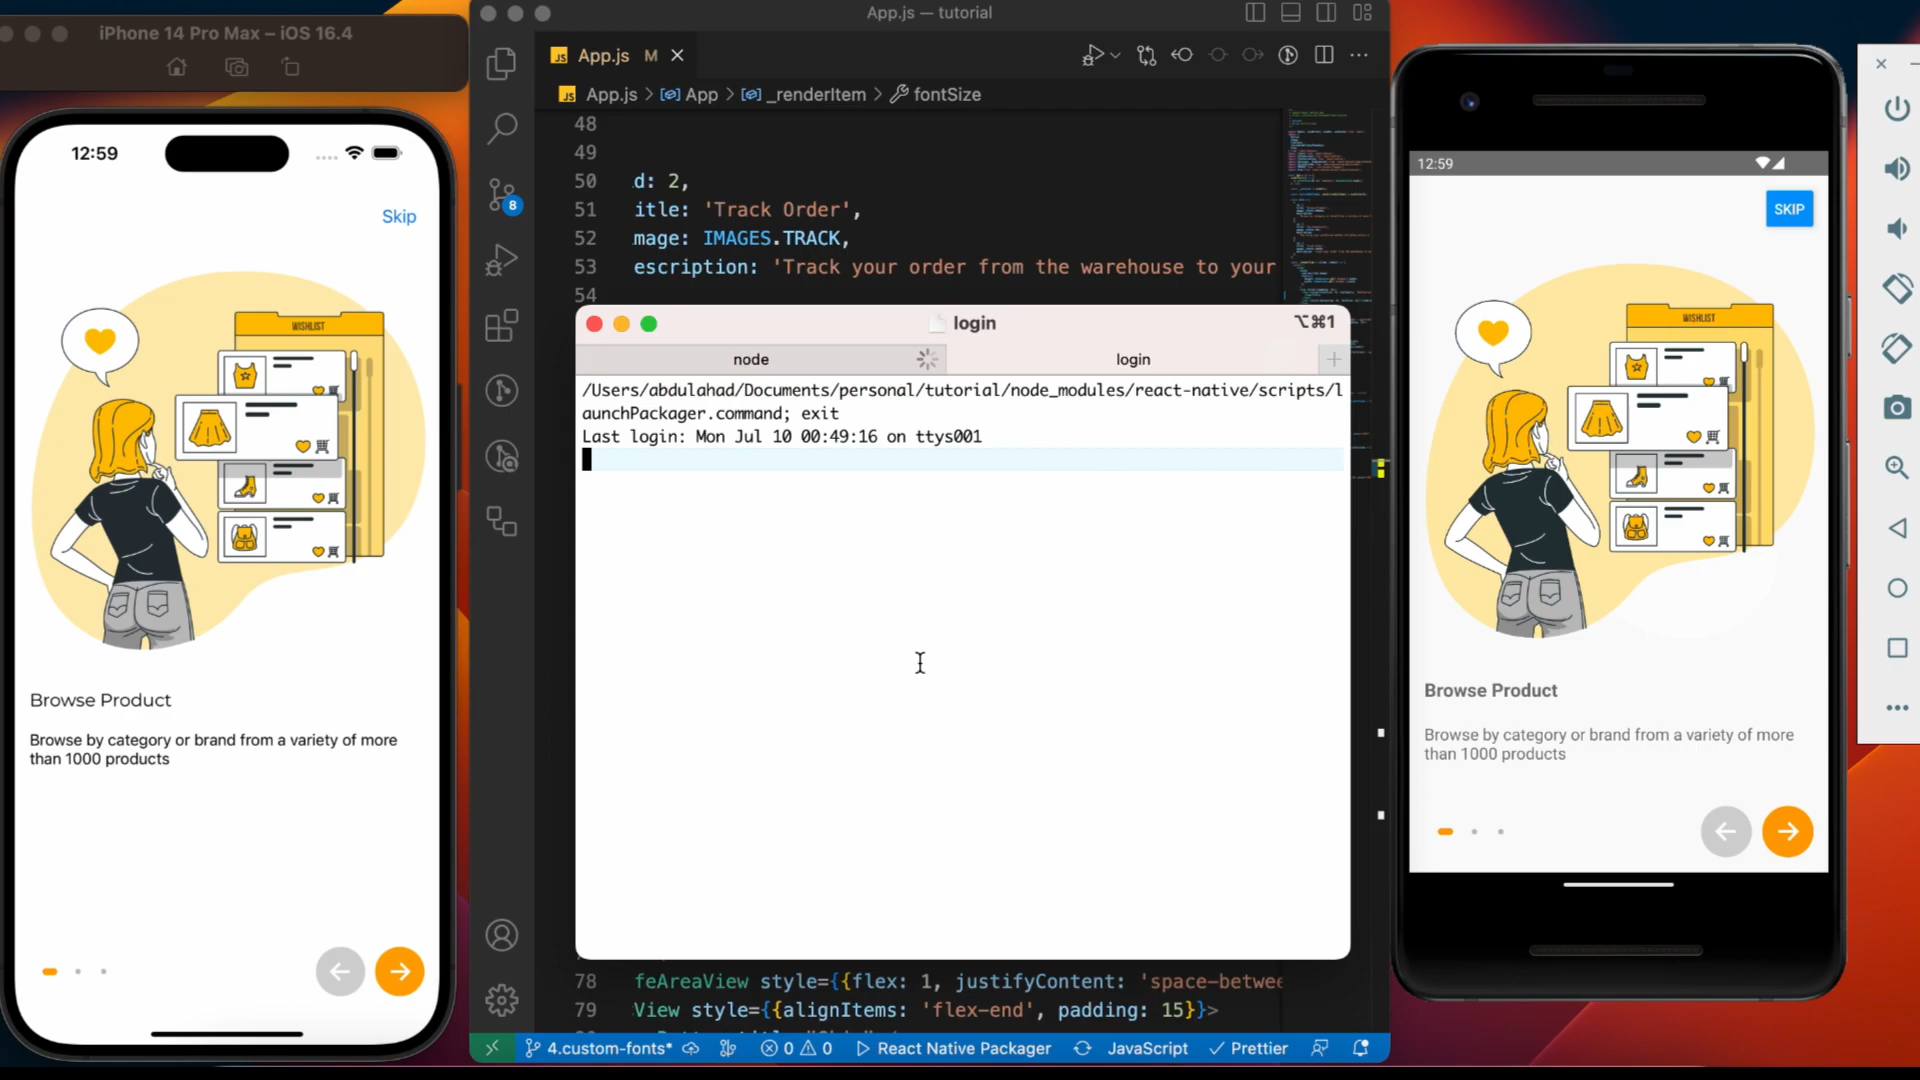 iPhone 14 Pro Max – iOS 16.4
12:59
Skip
WISHLIST
Browse Product
Browse by category or brand from a variety of more
than 1000 products
App.js — tutorial
JS App.js M
JS App.js > App > _renderItem > fontSize
48
49
50 d: 2,
51 itle: 'Track Order',
52 mage: IMAGES.TRACK,
53 escription: 'Track your order from the warehouse to your
54
login
⌥⌘1
node
login
/Users/abdulahad/Documents/personal/tutorial/node_modules/react-native/scripts/l
aunchPackager.command; exit
Last login: Mon Jul 10 00:49:16 on ttys001
78 feAreaView style={{flex: 1, justifyContent: 'space-betwee
79 View style={{alignItems: 'flex-end', padding: 15}}>
8
4.custom-fonts*
0
0
React Native Packager
JavaScript
Prettier
12:59
SKIP
WISHLIST
Browse Product
Browse by category or brand from a variety of more
than 1000 products